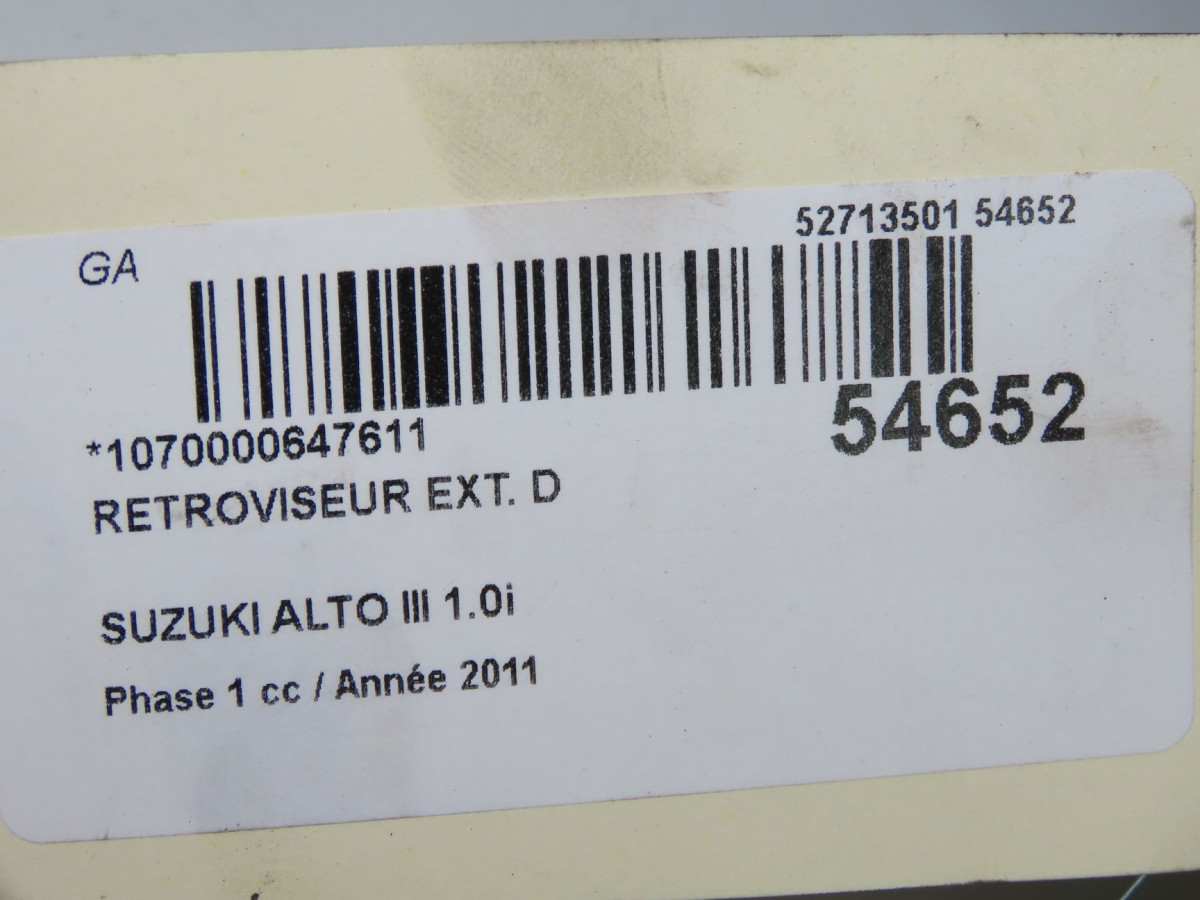 52713501 54652
GA
54652
*1070000647611
RETROVISEUR EXT. D
SUZUKI ALTO III 1.0i
Phase 1 cc / Année 2011